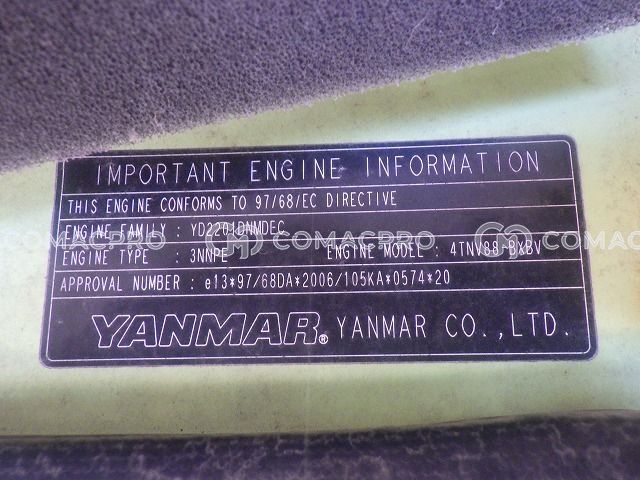 IMPORTANT ENGINE INFORMATION
THIS ENGINE CONFORMS TO 97/68/EC DIRECTIVE
ENGINE FAMILY : YD2201DNMDEC
ENGINE TYPE : 3NNPE ENGINE MODEL : 4TNV88-BXBV
APPROVAL NUMBER : e13*97/68DA*2006/105KA*0574*20
YANMAR® YANMAR CO.,LTD.
COMACPRO COMACPRO COMACPRO